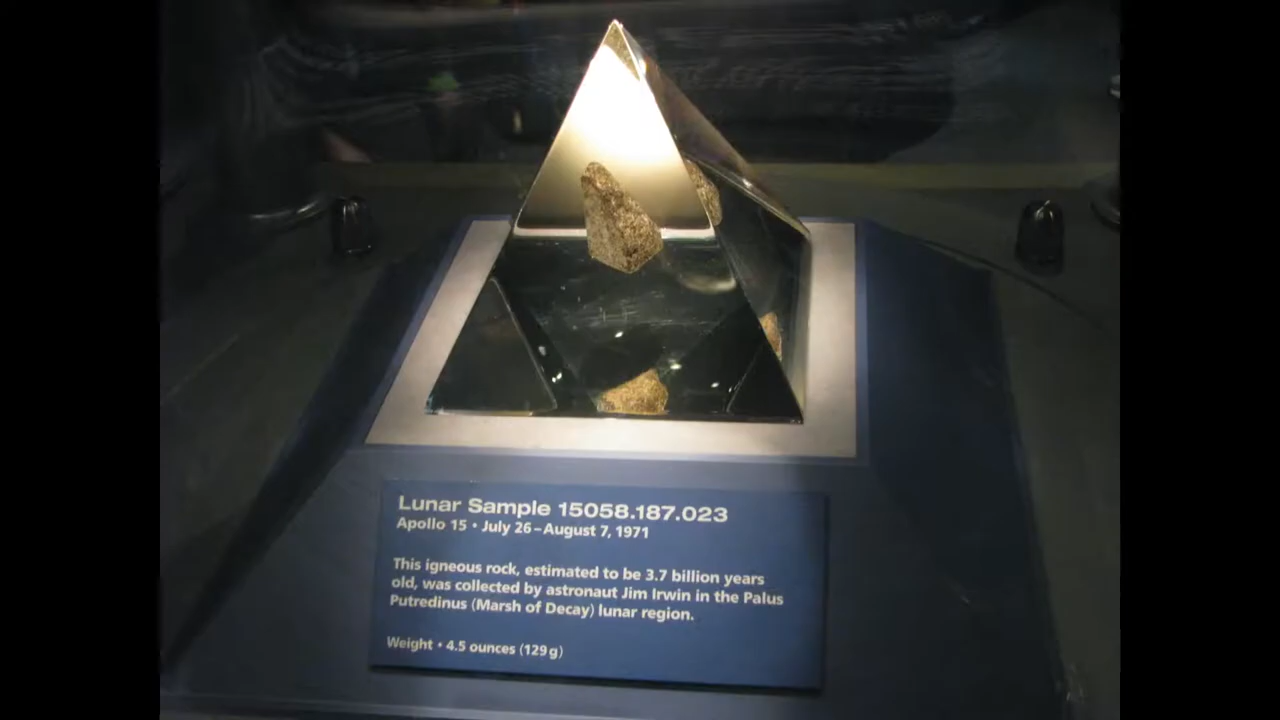 Lunar Sample 15058.187.023
Apollo 15 • July 26 – August 7, 1971
This igneous rock, estimated to be 3.7 billion years
old, was collected by astronaut Jim Irwin in the Palus
Putredinus (Marsh of Decay) lunar region.
Weight • 4.5 ounces (129 g)